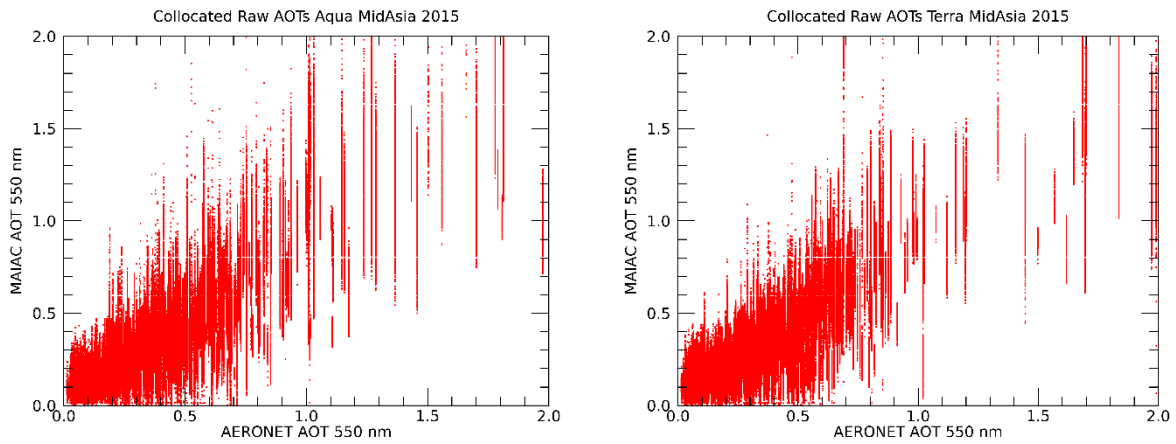 Collocated Raw AOTs Aqua MidAsia 2015
2.0
1.5
1.0
0.5
0.0
MAIAC AOT 550 nm
0.0 0.5 1.0 1.5 2.0
AERONET AOT 550 nm
Collocated Raw AOTs Terra MidAsia 2015
2.0
1.5
1.0
0.5
0.0
MAIAC AOT 550 nm
0.0 0.5 1.0 1.5 2.0
AERONET AOT 550 nm